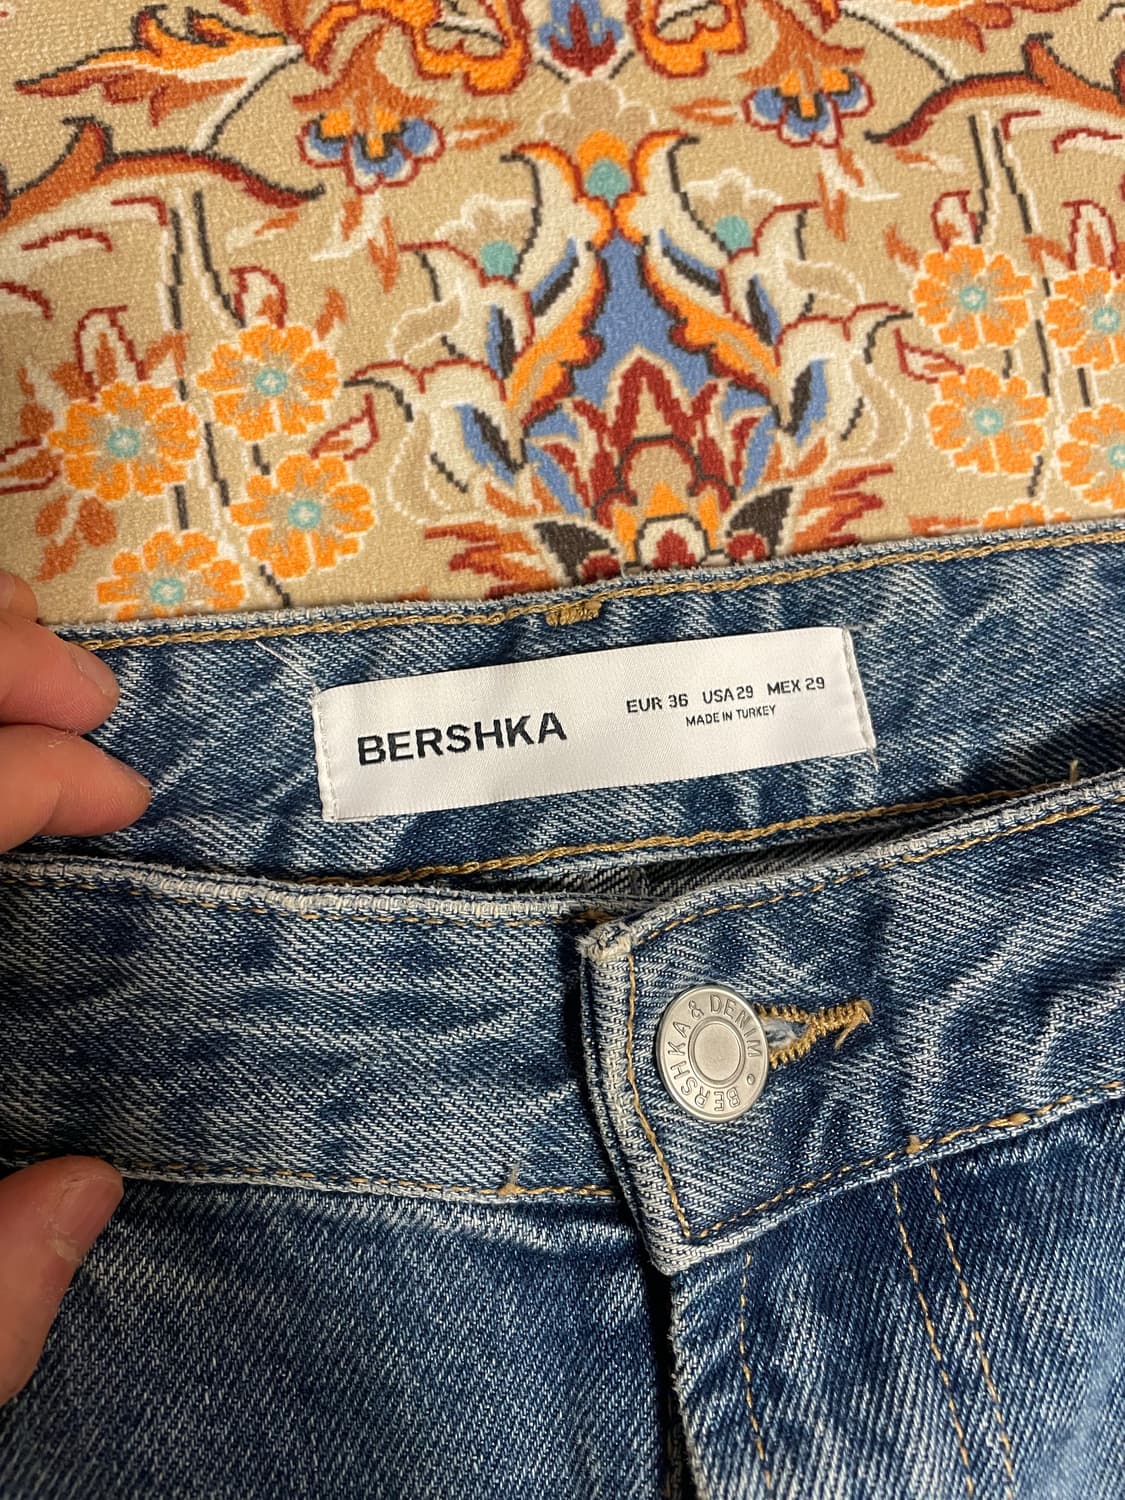 BERSHKA
EUR 36 USA 29 MEX 29
MADE IN TURKEY
BERSHKA & DENIM